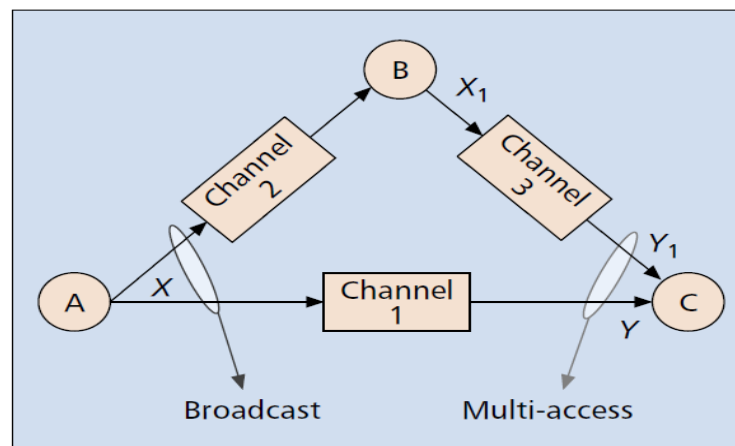 B
X1
Channel
2
Channel
3
Y1
A
X
Channel
1
C
Y
Broadcast
Multi-access